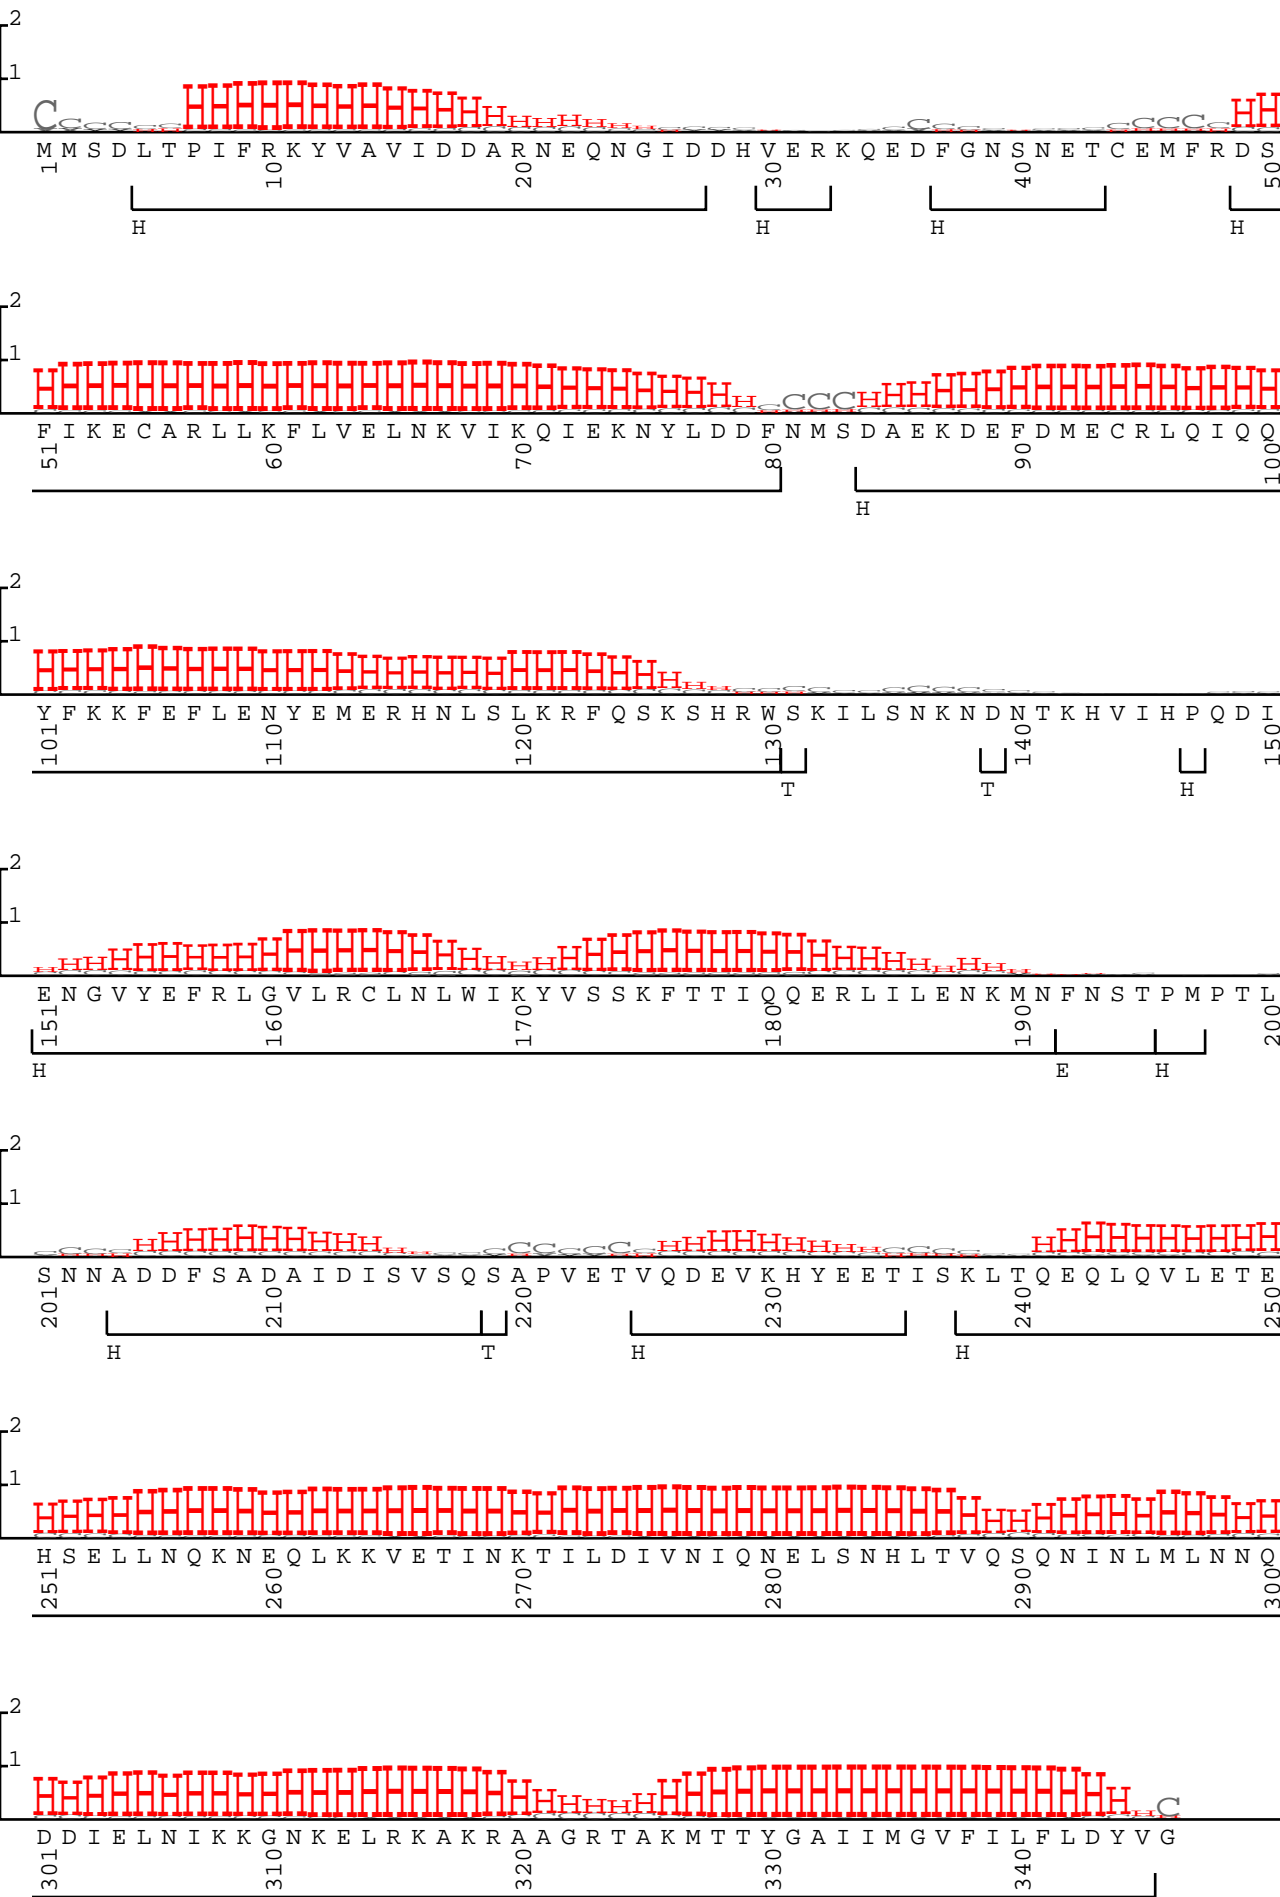 2
1
M M S D L T P I F R K Y V A V I D D A R N E Q N G I D D H V E R K Q E D F G N S N E T C E M F R D S
1 10 20 30 40 50
H H H H
2
1
F I K E C A R L L K F L V E L N K V I K Q I E K N Y L D D F N M S D A E K D E F D M E C R L Q I Q Q
51 60 70 80 90 100
H
2
1
Y F K K F E F L E N Y E M E R H N L S L K R F Q S K S H R W S K I L S N K N D N T K H V I H P Q D I
101 110 120 130 140 150
T T H
2
1
E N G V Y E F R L G V L R C L N L W I K Y V S S K F T T I Q Q E R L I L E N K M N F N S T P M P T L
151 160 170 180 190 200
H E H
2
1
S N N A D D F S A D A I D I S V S Q S A P V E T V Q D E V K H Y E E T I S K L T Q E Q L Q V L E T E
201 210 220 230 240 250
H T H H
2
1
H S E L L N Q K N E Q L K K V E T I N K T I L D I V N I Q N E L S N H L T V Q S Q N I N L M L N N Q
251 260 270 280 290 300
2
1
D D I E L N I K K G N K E L R K A K R A A G R T A K M T T Y G A I I M G V F I L F L D Y V G
301 310 320 330 340